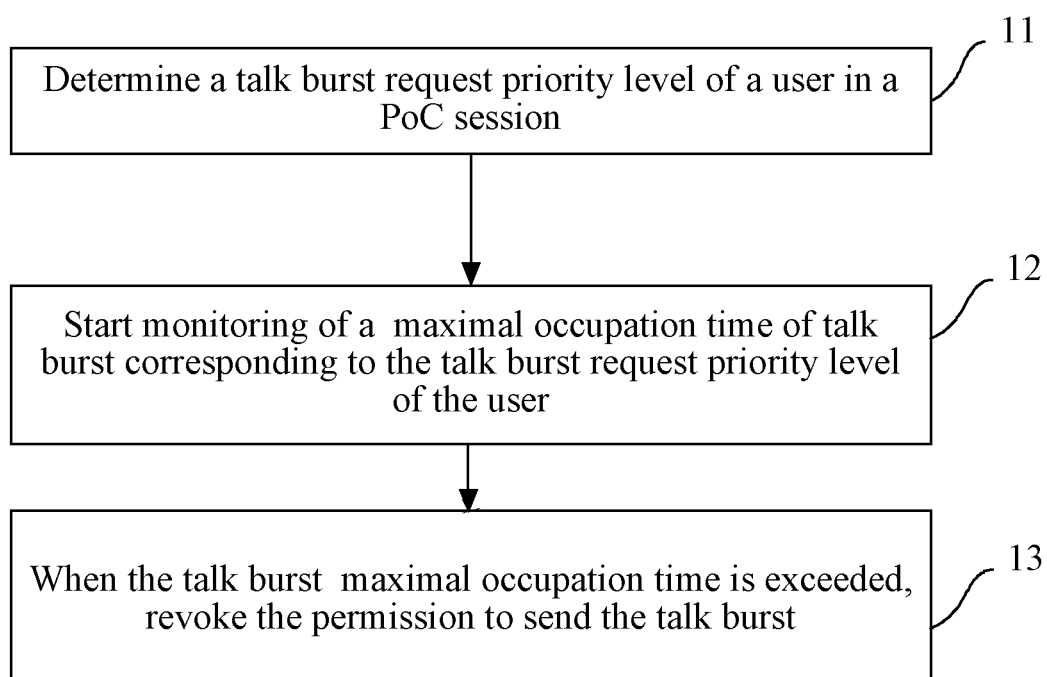 11
Determine a talk burst request priority level of a user in a
PoC session
12
Start monitoring of a maximal occupation time of talk
burst corresponding to the talk burst request priority level
of the user
13
When the talk burst maximal occupation time is exceeded,
revoke the permission to send the talk burst